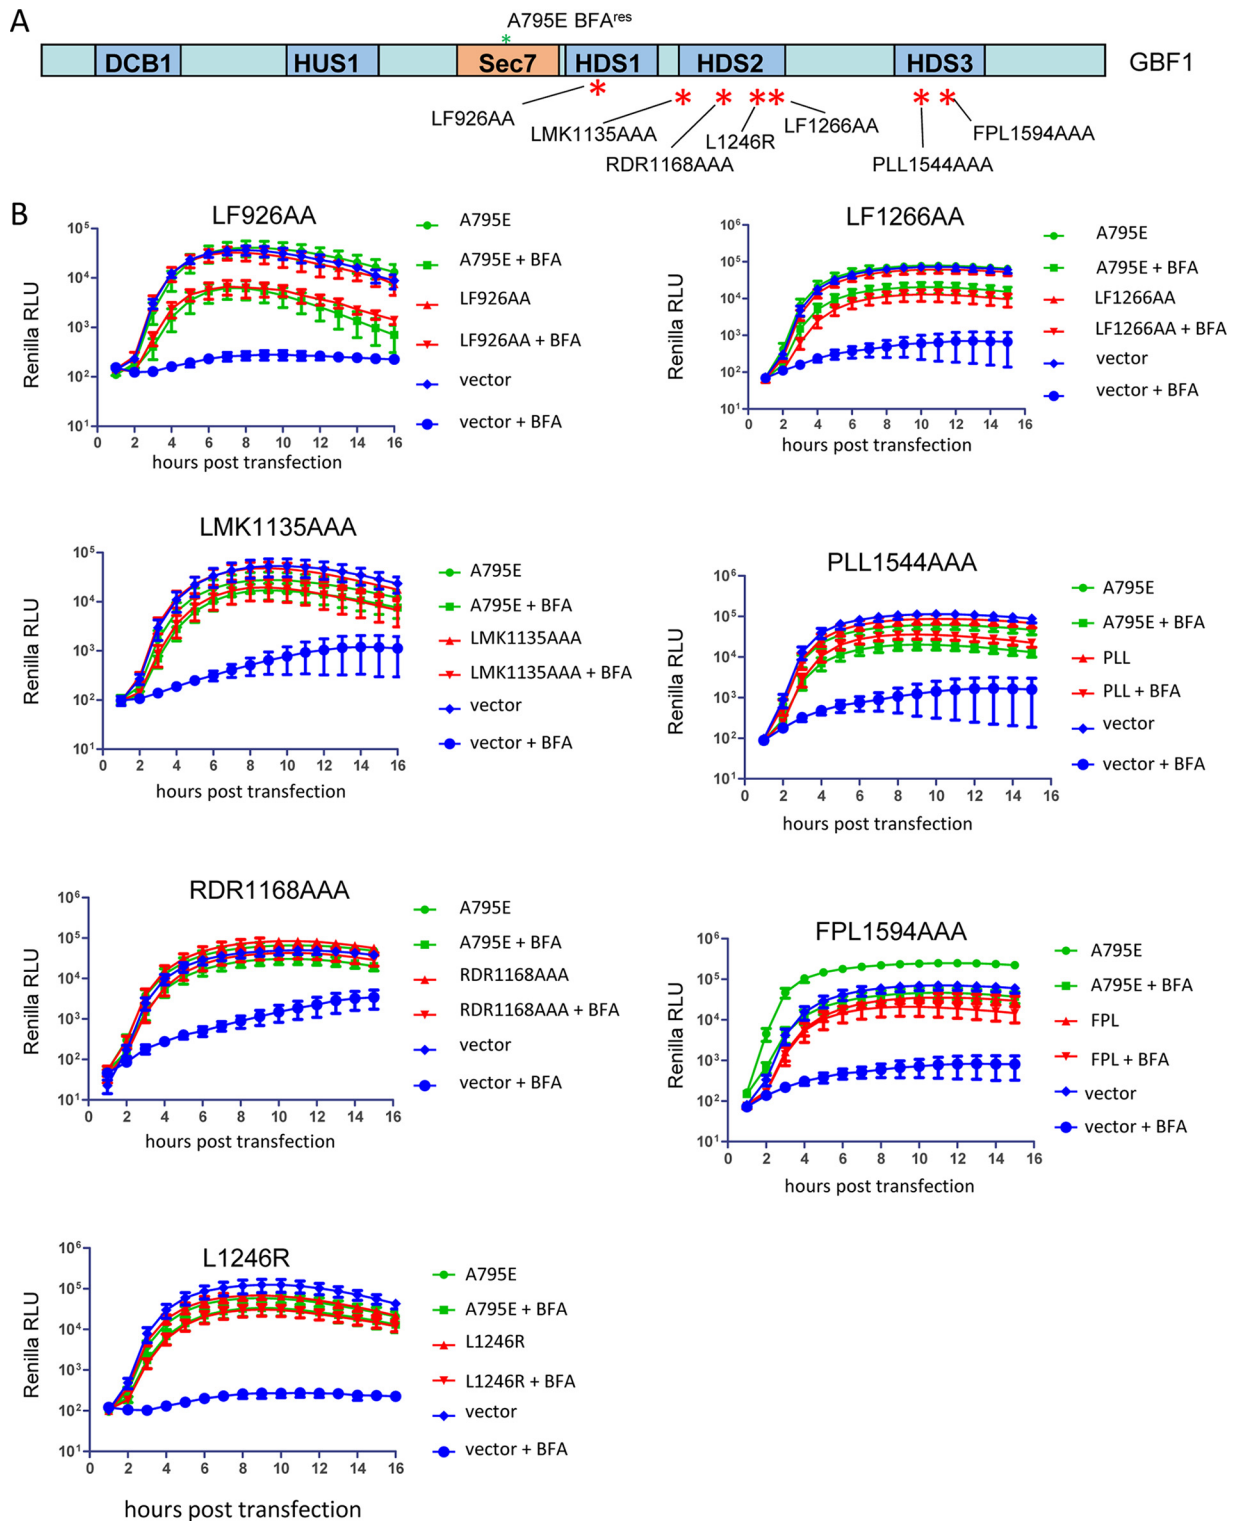 A
A795E BFAres
*
DCB1 HUS1 Sec7 HDS1 HDS2 HDS3 GBF1
* * * * * * *
LF926AA
LMK1135AAA
RDR1168AAA
L1246R
LF1266AA
PLL1544AAA
FPL1594AAA
B
LF926AA
Renilla RLU
10⁵
10⁴
10³
10²
10¹
0 2 4 6 8 10 12 14 16
hours post transfection
A795E
A795E + BFA
LF926AA
LF926AA + BFA
vector
vector + BFA
LF1266AA
Renilla RLU
10⁶
10⁵
10⁴
10³
10²
10¹
0 2 4 6 8 10 12 14 16
hours post transfection
A795E
A795E + BFA
LF1266AA
LF1266AA + BFA
vector
vector + BFA
LMK1135AAA
Renilla RLU
10⁵
10⁴
10³
10²
10¹
0 2 4 6 8 10 12 14 16
hours post transfection
A795E
A795E + BFA
LMK1135AAA
LMK1135AAA + BFA
vector
vector + BFA
PLL1544AAA
Renilla RLU
10⁶
10⁵
10⁴
10³
10²
10¹
0 2 4 6 8 10 12 14 16
hours post transfection
A795E
A795E + BFA
PLL
PLL + BFA
vector
vector + BFA
RDR1168AAA
Renilla RLU
10⁶
10⁵
10⁴
10³
10²
10¹
0 2 4 6 8 10 12 14 16
hours post transfection
A795E
A795E + BFA
RDR1168AAA
RDR1168AAA + BFA
vector
vector + BFA
FPL1594AAA
Renilla RLU
10⁶
10⁵
10⁴
10³
10²
10¹
0 2 4 6 8 10 12 14 16
hours post transfection
A795E
A795E + BFA
FPL
FPL + BFA
vector
vector + BFA
L1246R
Renilla RLU
10⁶
10⁵
10⁴
10³
10²
10¹
0 2 4 6 8 10 12 14 16
hours post transfection
A795E
A795E + BFA
L1246R
L1246R + BFA
vector
vector + BFA